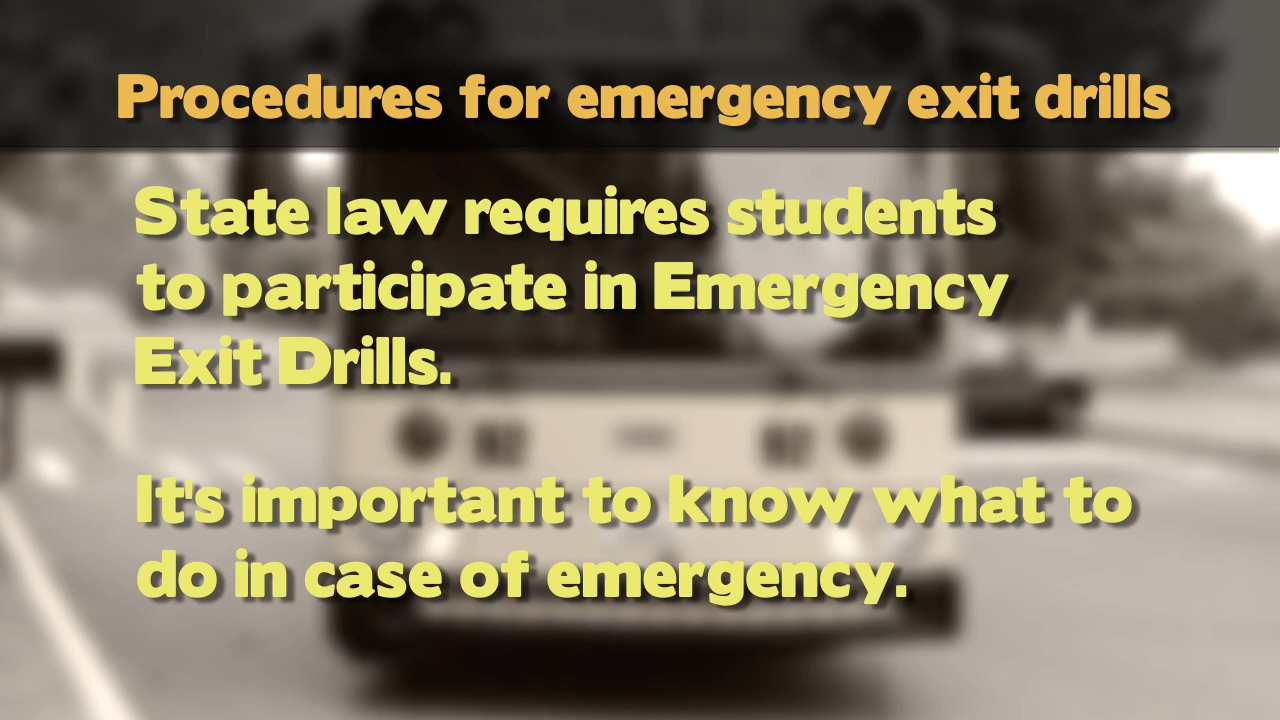 Procedures for emergency exit drills
State law requires students
to participate in Emergency
Exit Drills.
It's important to know what to
do in case of emergency.